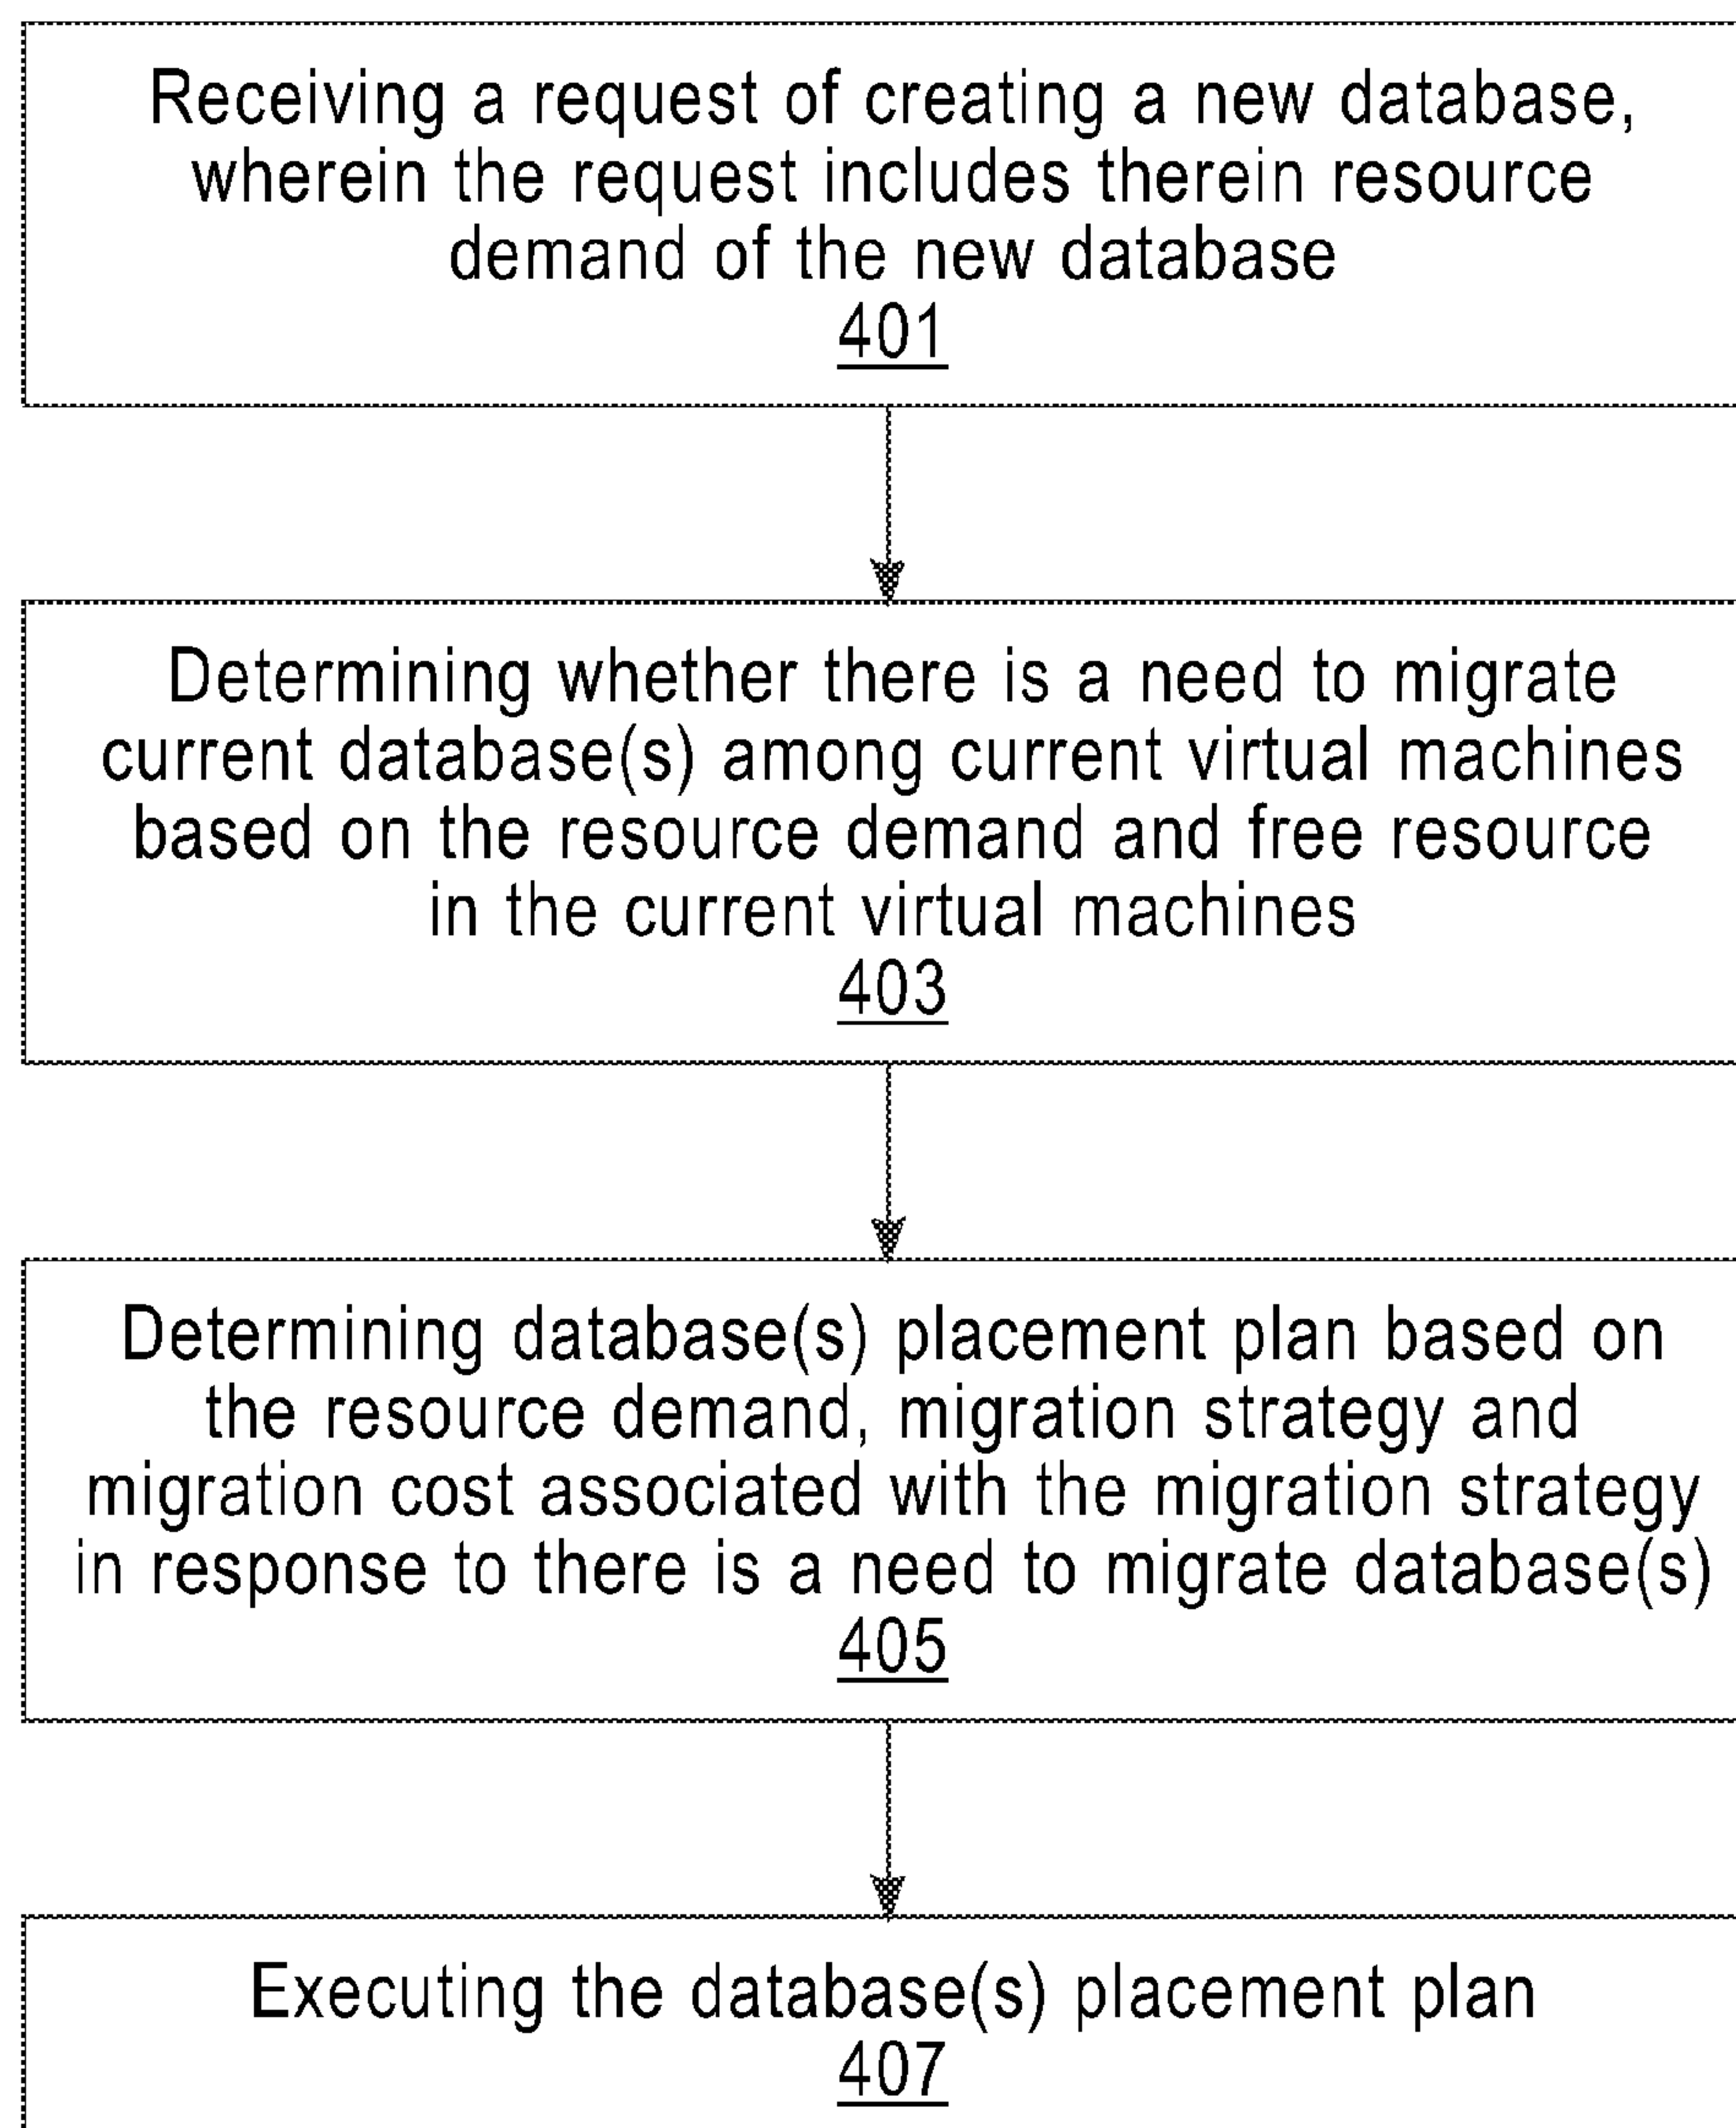 Receiving a request of creating a new database,
wherein the request includes therein resource
demand of the new database
401
Determining whether there is a need to migrate
current database(s) among current virtual machines
based on the resource demand and free resource
in the current virtual machines
403
Determining database(s) placement plan based on
the resource demand, migration strategy and
migration cost associated with the migration strategy
in response to there is a need to migrate database(s)
405
Executing the database(s) placement plan
407